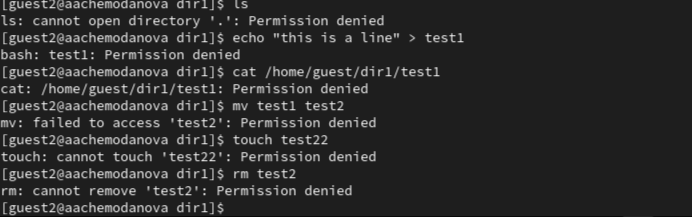 [guest2@aachemodanova dir1]$ ls
ls: cannot open directory '.': Permission denied
[guest2@aachemodanova dir1]$ echo "this is a line" > test1
bash: test1: Permission denied
[guest2@aachemodanova dir1]$ cat /home/guest/dir1/test1
cat: /home/guest/dir1/test1: Permission denied
[guest2@aachemodanova dir1]$ mv test1 test2
mv: failed to access 'test2': Permission denied
[guest2@aachemodanova dir1]$ touch test22
touch: cannot touch 'test22': Permission denied
[guest2@aachemodanova dir1]$ rm test2
rm: cannot remove 'test2': Permission denied
[guest2@aachemodanova dir1]$